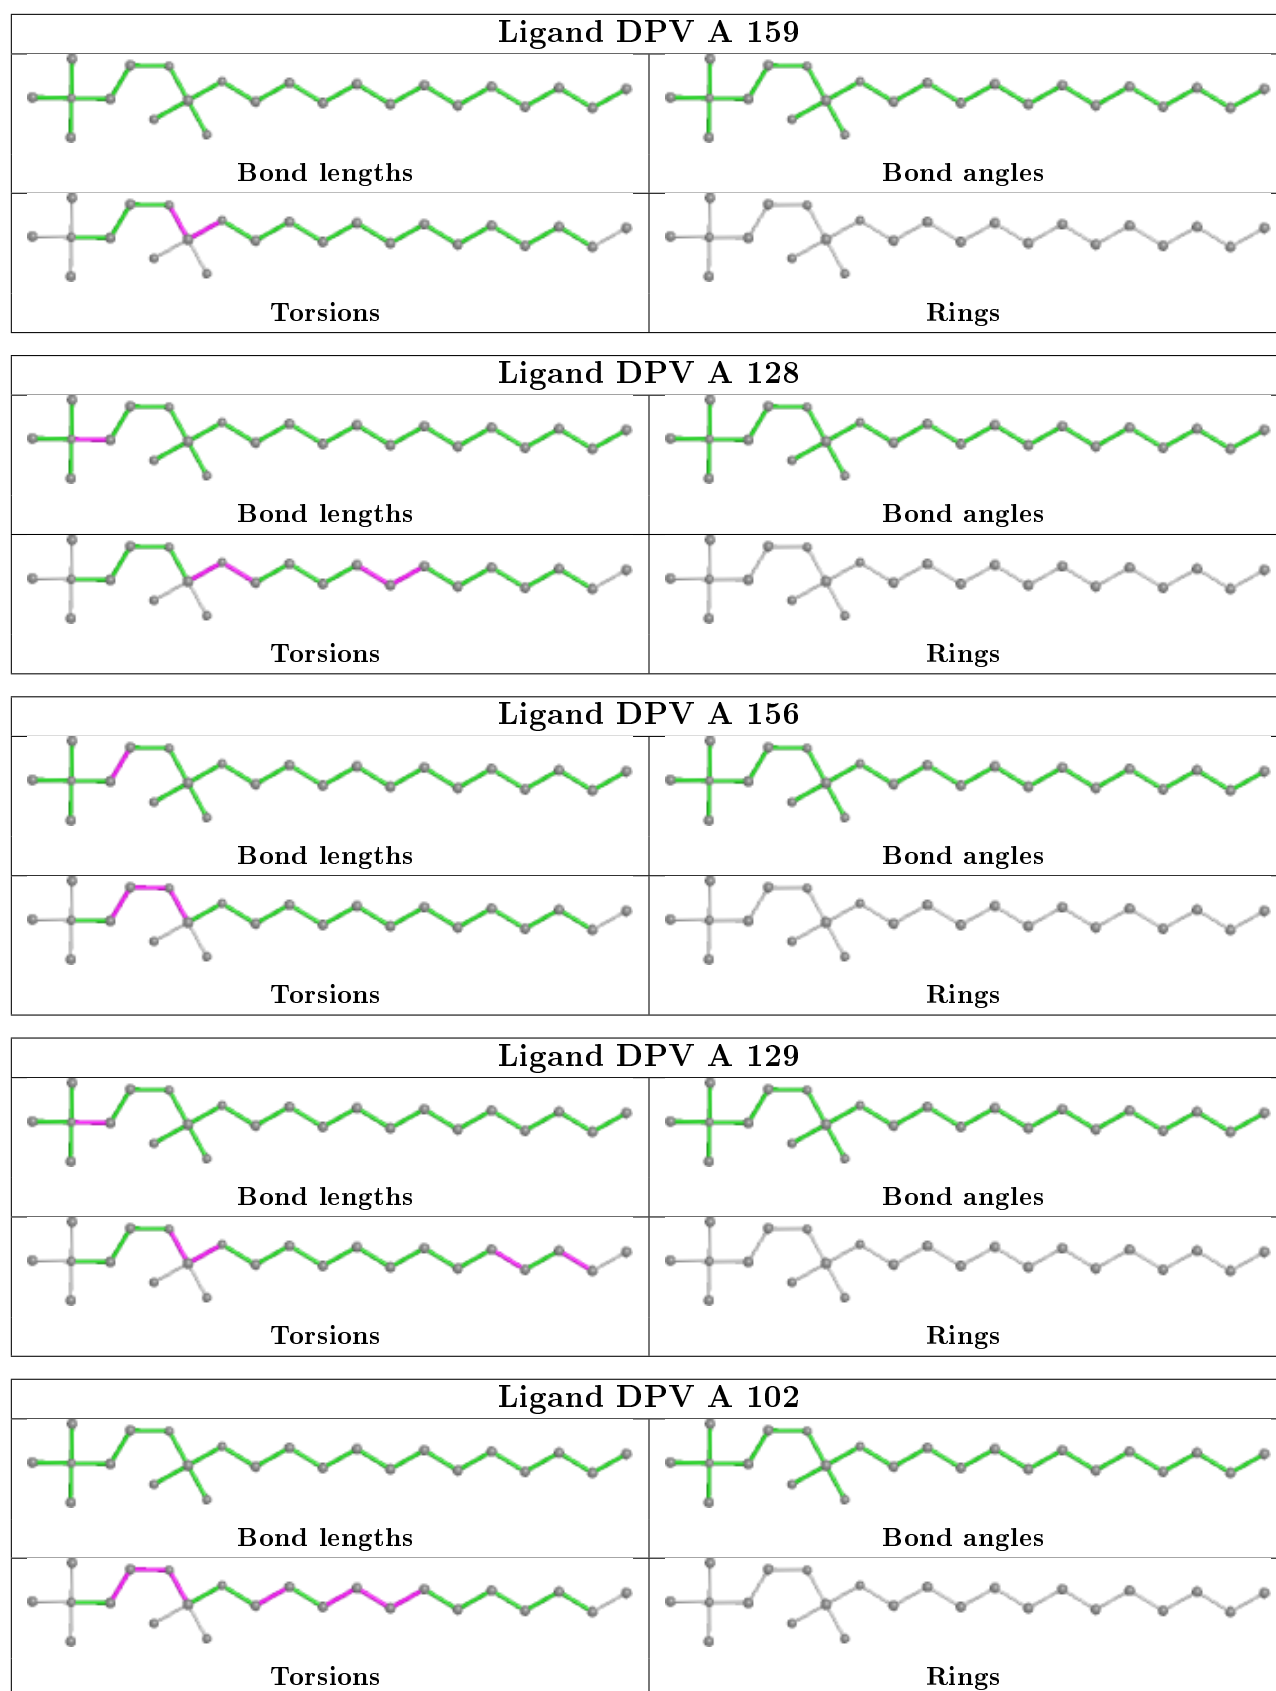 Ligand DPV A 159
Bond lengths
Bond angles
Torsions
Rings
Ligand DPV A 128
Bond lengths
Bond angles
Torsions
Rings
Ligand DPV A 156
Bond lengths
Bond angles
Torsions
Rings
Ligand DPV A 129
Bond lengths
Bond angles
Torsions
Rings
Ligand DPV A 102
Bond lengths
Bond angles
Torsions
Rings